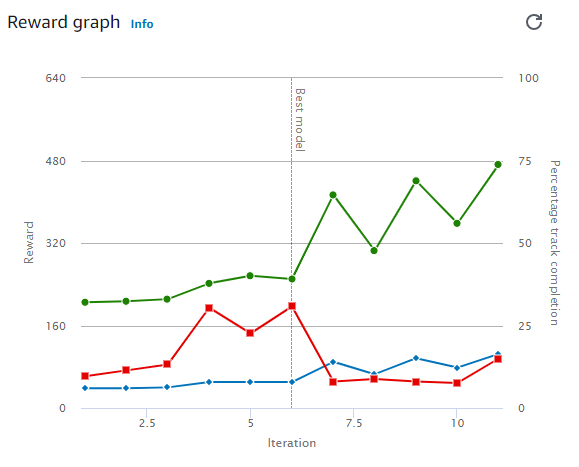 Reward graph Info
640
480
320
160
0
Reward
Best model
100
75
50
25
0
Percentage track completion
2.5
5
7.5
10
Iteration